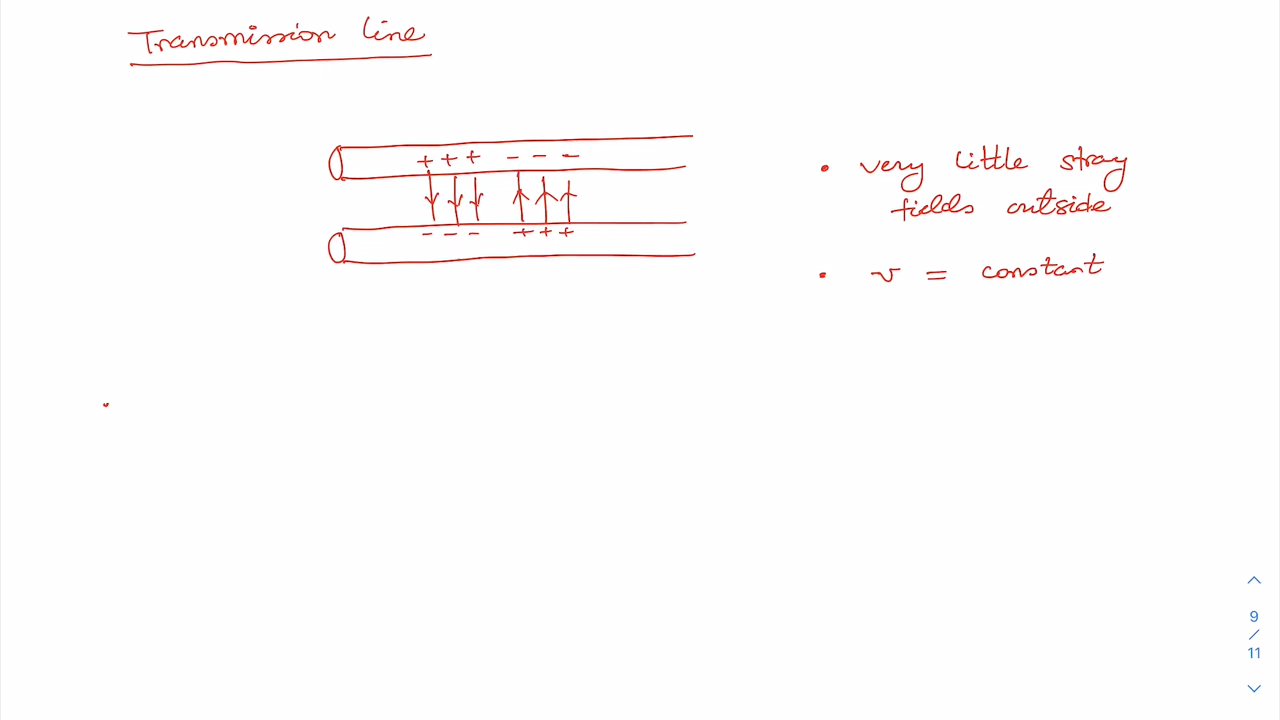 Transmission line
+ + + - - -
- - - + + +
• very little stray
fields outside
• v = constant
9
/
11